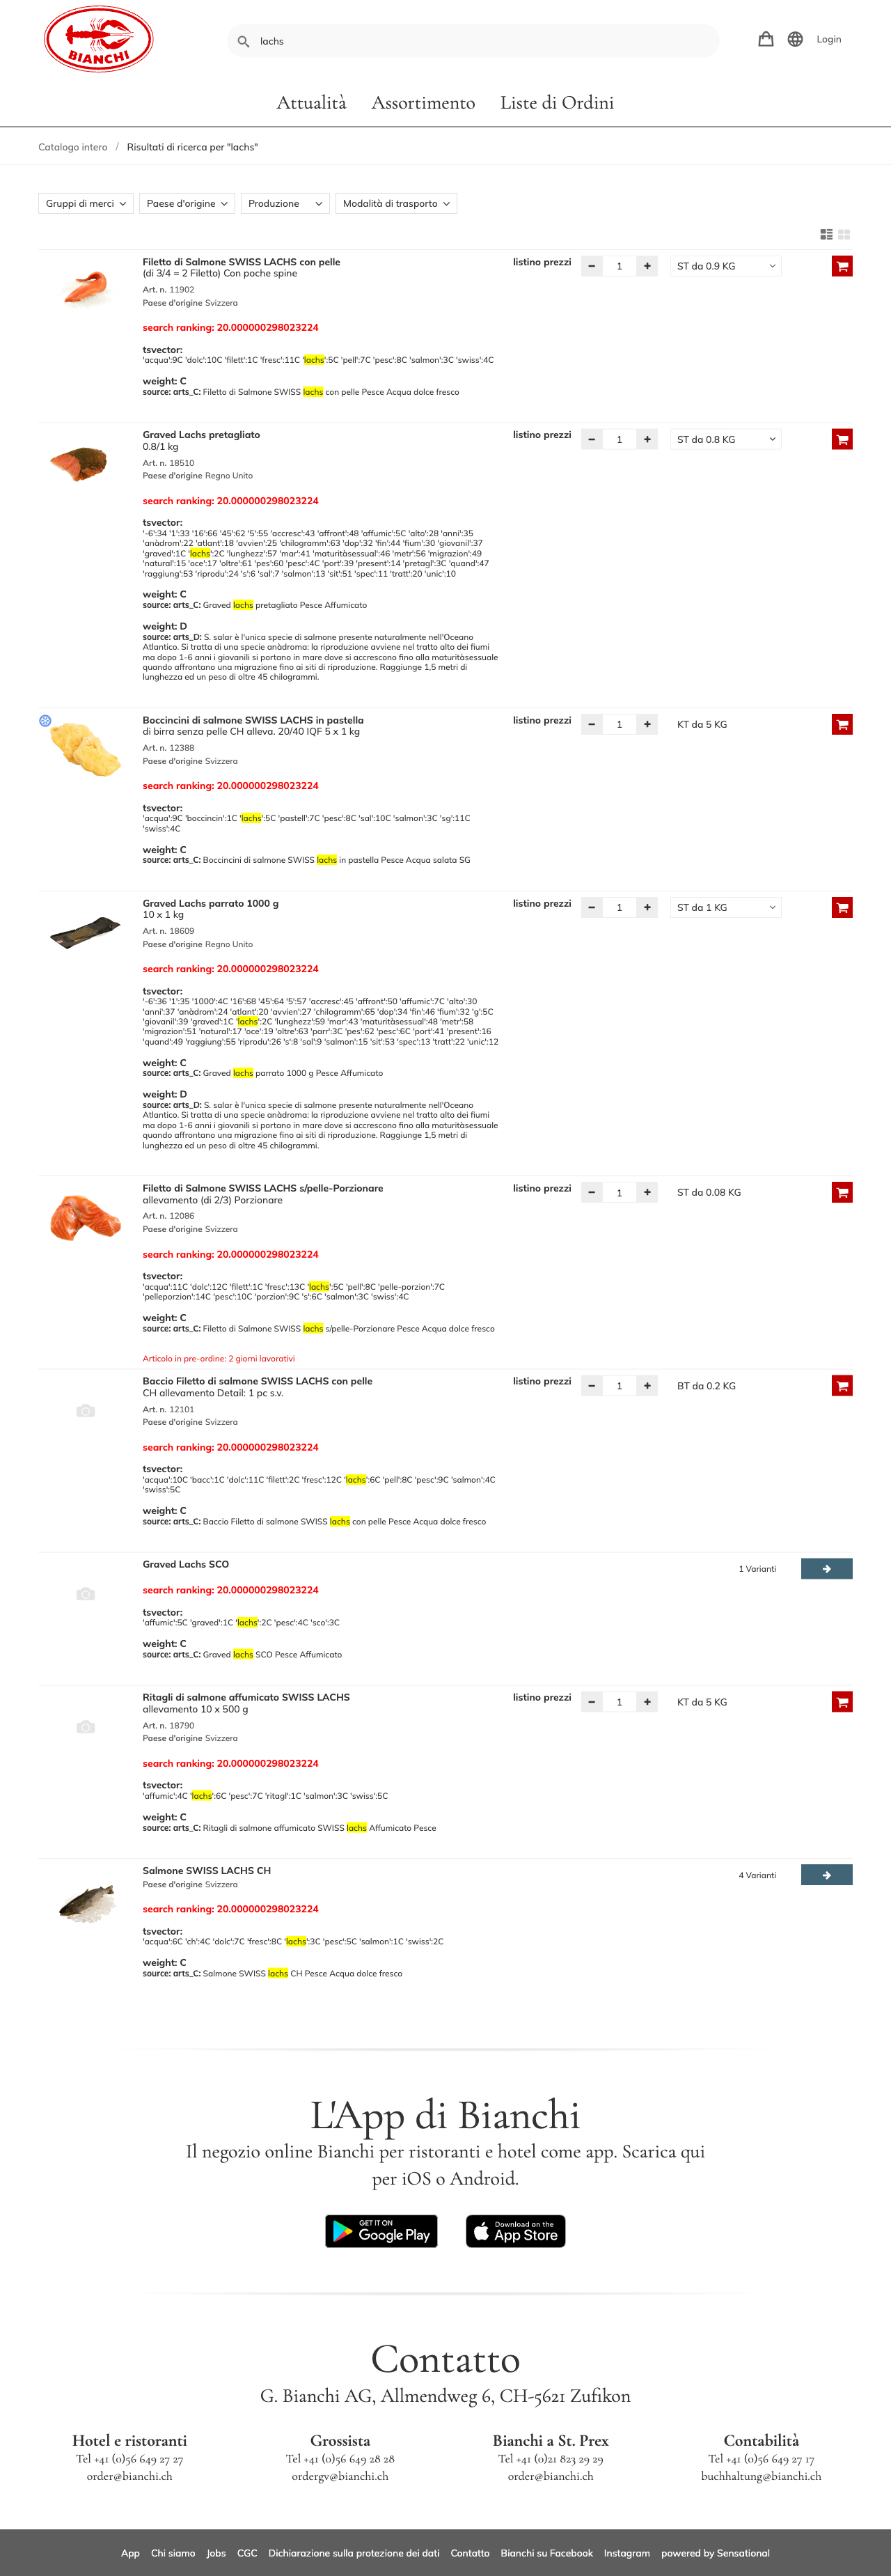 BIANCHI
lachs
Login
Attualità Assortimento Liste di Ordini
Catalogo intero / Risultati di ricerca per "lachs"
Gruppi di merci Paese d'origine Produzione Modalità di trasporto
Filetto di Salmone SWISS LACHS con pelle listino prezzi − 1 + ST da 0.9 KG
(di 3/4 = 2 Filetto) Con poche spine
Art. n. 11902
Paese d'origine Svizzera
search ranking: 20.000000298023224
tsvector:
'acqua':9C 'dolc':10C 'filett':1C 'fresc':11C 'lachs':5C 'pell':7C 'pesc':8C 'salmon':3C 'swiss':4C
weight: C
source: arts_C: Filetto di Salmone SWISS lachs con pelle Pesce Acqua dolce fresco
Graved Lachs pretagliato listino prezzi − 1 + ST da 0.8 KG
0.8/1 kg
Art. n. 18510
Paese d'origine Regno Unito
search ranking: 20.000000298023224
tsvector:
'-6':34 '1':33 '16':66 '45':62 '5':55 'accresc':43 'affront':48 'affumic':5C 'alto':28 'anni':35
'anàdrom':22 'atlant':18 'avvien':25 'chilogramm':63 'dop':32 'fin':44 'fium':30 'giovanil':37
'graved':1C 'lachs':2C 'lunghezz':57 'mar':41 'maturitàsessual':46 'metr':56 'migrazion':49
'natural':15 'oce':17 'oltre':61 'pes':60 'pesc':4C 'port':39 'present':14 'pretagl':3C 'quand':47
'raggiung':53 'riprodu':24 's':6 'sal':7 'salmon':13 'sit':51 'spec':11 'tratt':20 'unic':10
weight: C
source: arts_C: Graved lachs pretagliato Pesce Affumicato
weight: D
source: arts_D: S. salar è l'unica specie di salmone presente naturalmente nell'Oceano
Atlantico. Si tratta di una specie anàdroma: la riproduzione avviene nel tratto alto dei fiumi
ma dopo 1-6 anni i giovanili si portano in mare dove si accrescono fino alla maturitàsessuale
quando affrontano una migrazione fino ai siti di riproduzione. Raggiunge 1,5 metri di
lunghezza ed un peso di oltre 45 chilogrammi.
Boccincini di salmone SWISS LACHS in pastella listino prezzi − 1 + KT da 5 KG
di birra senza pelle CH alleva. 20/40 IQF 5 x 1 kg
Art. n. 12388
Paese d'origine Svizzera
search ranking: 20.000000298023224
tsvector:
'acqua':9C 'boccincin':1C 'lachs':5C 'pastell':7C 'pesc':8C 'sal':10C 'salmon':3C 'sg':11C
'swiss':4C
weight: C
source: arts_C: Boccincini di salmone SWISS lachs in pastella Pesce Acqua salata SG
Graved Lachs parrato 1000 g listino prezzi − 1 + ST da 1 KG
10 x 1 kg
Art. n. 18609
Paese d'origine Regno Unito
search ranking: 20.000000298023224
tsvector:
'-6':36 '1':35 '1000':4C '16':68 '45':64 '5':57 'accresc':45 'affront':50 'affumic':7C 'alto':30
'anni':37 'anàdrom':24 'atlant':20 'avvien':27 'chilogramm':65 'dop':34 'fin':46 'fium':32 'g':5C
'giovanil':39 'graved':1C 'lachs':2C 'lunghezz':59 'mar':43 'maturitàsessual':48 'metr':58
'migrazion':51 'natural':17 'oce':19 'oltre':63 'parr':3C 'pes':62 'pesc':6C 'port':41 'present':16
'quand':49 'raggiung':55 'riprodu':26 's':8 'sal':9 'salmon':15 'sit':53 'spec':13 'tratt':22 'unic':12
weight: C
source: arts_C: Graved lachs parrato 1000 g Pesce Affumicato
weight: D
source: arts_D: S. salar è l'unica specie di salmone presente naturalmente nell'Oceano
Atlantico. Si tratta di una specie anàdroma: la riproduzione avviene nel tratto alto dei fiumi
ma dopo 1-6 anni i giovanili si portano in mare dove si accrescono fino alla maturitàsessuale
quando affrontano una migrazione fino ai siti di riproduzione. Raggiunge 1,5 metri di
lunghezza ed un peso di oltre 45 chilogrammi.
Filetto di Salmone SWISS LACHS s/pelle-Porzionare listino prezzi − 1 + ST da 0.08 KG
allevamento (di 2/3) Porzionare
Art. n. 12086
Paese d'origine Svizzera
search ranking: 20.000000298023224
tsvector:
'acqua':11C 'dolc':12C 'filett':1C 'fresc':13C 'lachs':5C 'pell':8C 'pelle-porzion':7C
'pelleporzion':14C 'pesc':10C 'porzion':9C 's':6C 'salmon':3C 'swiss':4C
weight: C
source: arts_C: Filetto di Salmone SWISS lachs s/pelle-Porzionare Pesce Acqua dolce fresco
Articolo in pre-ordine: 2 giorni lavorativi
Baccio Filetto di salmone SWISS LACHS con pelle listino prezzi − 1 + BT da 0.2 KG
CH allevamento Detail: 1 pc s.v.
Art. n. 12101
Paese d'origine Svizzera
search ranking: 20.000000298023224
tsvector:
'acqua':10C 'bacc':1C 'dolc':11C 'filett':2C 'fresc':12C 'lachs':6C 'pell':8C 'pesc':9C 'salmon':4C
'swiss':5C
weight: C
source: arts_C: Baccio Filetto di salmone SWISS lachs con pelle Pesce Acqua dolce fresco
Graved Lachs SCO 1 Varianti
search ranking: 20.000000298023224
tsvector:
'affumic':5C 'graved':1C 'lachs':2C 'pesc':4C 'sco':3C
weight: C
source: arts_C: Graved lachs SCO Pesce Affumicato
Ritagli di salmone affumicato SWISS LACHS listino prezzi − 1 + KT da 5 KG
allevamento 10 x 500 g
Art. n. 18790
Paese d'origine Svizzera
search ranking: 20.000000298023224
tsvector:
'affumic':4C 'lachs':6C 'pesc':7C 'ritagl':1C 'salmon':3C 'swiss':5C
weight: C
source: arts_C: Ritagli di salmone affumicato SWISS lachs Affumicato Pesce
Salmone SWISS LACHS CH 4 Varianti
Paese d'origine Svizzera
search ranking: 20.000000298023224
tsvector:
'acqua':6C 'ch':4C 'dolc':7C 'fresc':8C 'lachs':3C 'pesc':5C 'salmon':1C 'swiss':2C
weight: C
source: arts_C: Salmone SWISS lachs CH Pesce Acqua dolce fresco
L'App di Bianchi
Il negozio online Bianchi per ristoranti e hotel come app. Scarica qui
per iOS o Android.
GET IT ON Google Play
Download on the App Store
Contatto
G. Bianchi AG, Allmendweg 6, CH-5621 Zufikon
Hotel e ristoranti Grossista Bianchi a St. Prex Contabilità
Tel +41 (0)56 649 27 27 Tel +41 (0)56 649 28 28 Tel +41 (0)21 823 29 29 Tel +41 (0)56 649 27 17
order@bianchi.ch ordergv@bianchi.ch order@bianchi.ch buchhaltung@bianchi.ch
App Chi siamo Jobs CGC Dichiarazione sulla protezione dei dati Contatto Bianchi su Facebook Instagram powered by Sensational